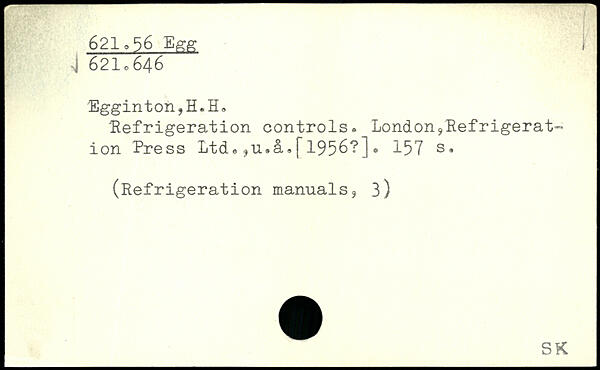 621.56 Egg
621.646
Egginton,H.H.
Refrigeration controls. London,Refrigerat-
ion Press Ltd.,u.å.[1956?]. 157 s.
(Refrigeration manuals, 3)
SK